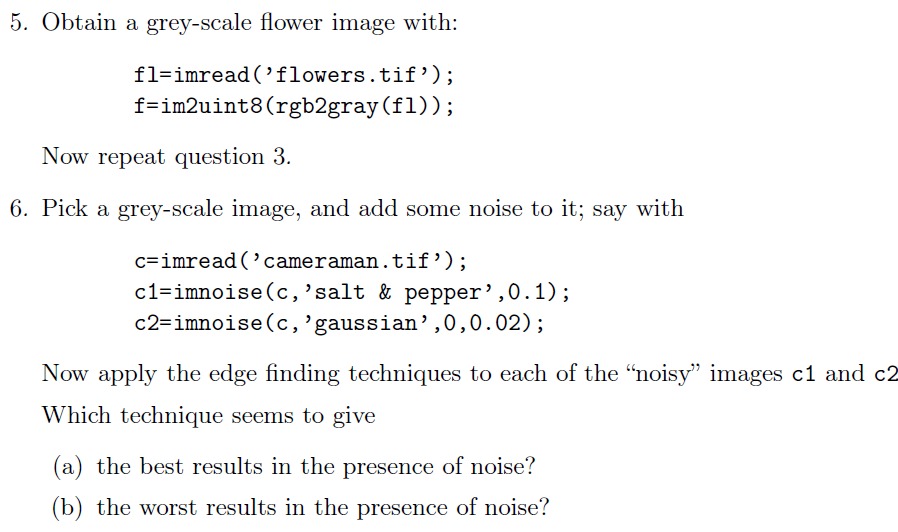 5. Obtain a grey-scale flower image with:
fl=imread('flowers.tif');
f=im2uint8(rgb2gray(fl));
Now repeat question 3.
6. Pick a grey-scale image, and add some noise to it; say with
c=imread('cameraman.tif');
c1=imnoise(c,'salt & pepper',0.1);
c2=imnoise(c,'gaussian',0,0.02);
Now apply the edge finding techniques to each of the “noisy” images c1 and c2
Which technique seems to give
(a) the best results in the presence of noise?
(b) the worst results in the presence of noise?